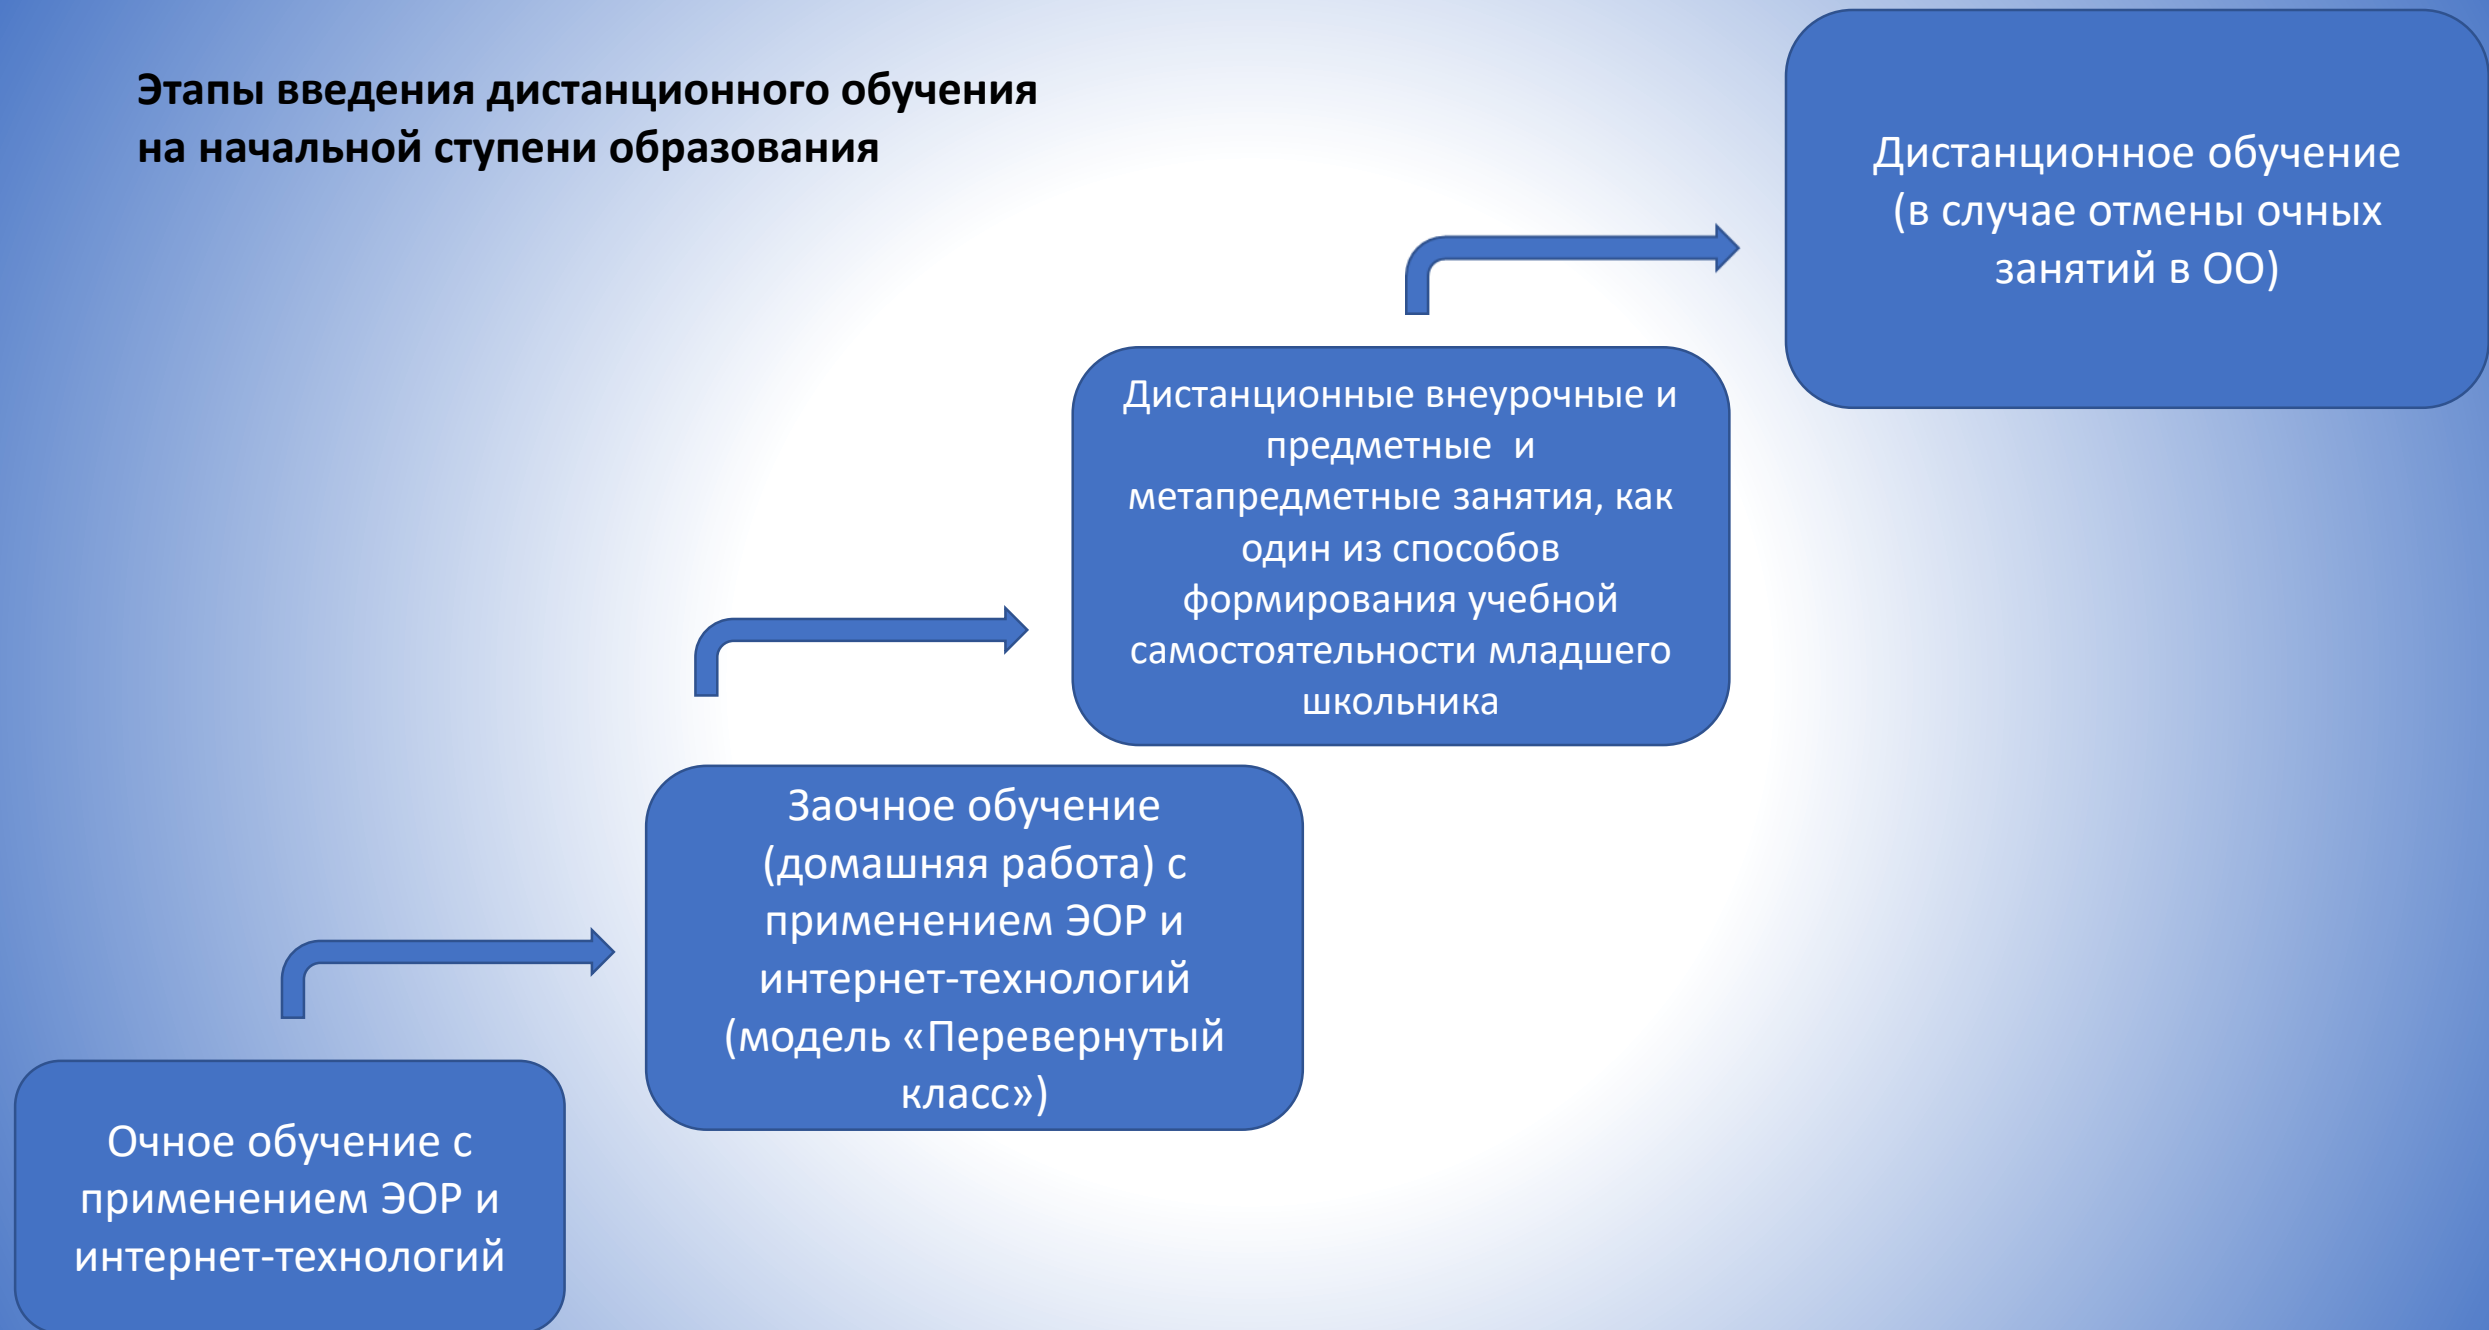 Этапы введения дистанционного обучения
на начальной ступени образования
Дистанционное обучение
(в случае отмены очных
занятий в ОО)
Дистанционные внеурочные и
предметные  и
метапредметные занятия, как
один из способов
формирования учебной
самостоятельности младшего
школьника
Заочное обучение
(домашняя работа) с
применением ЭОР и
интернет-технологий
(модель «Перевернутый
класс»)
Очное обучение с
применением ЭОР и
интернет-технологий